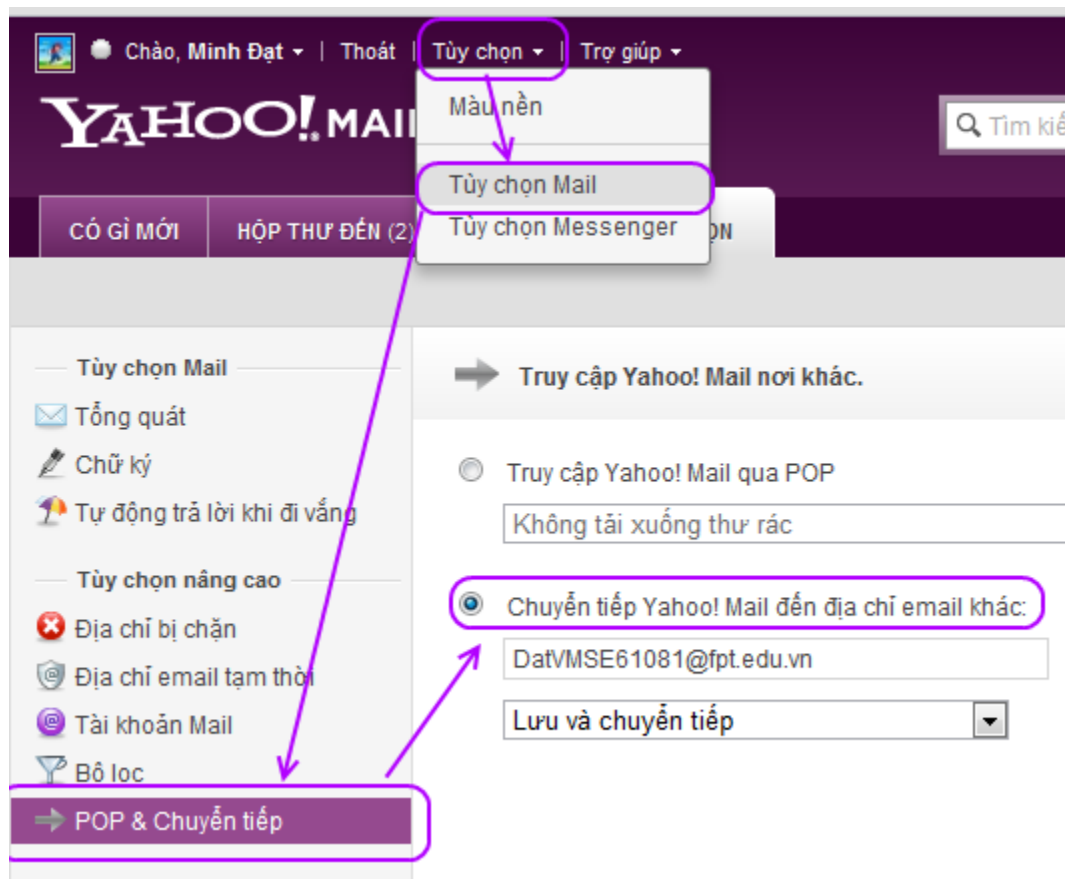 Chào, Minh Đạt | Thoát | Tùy chọn | Trợ giúp
YAHOO! MAIL
Màu nền
Tùy chọn Mail
Tùy chọn Messenger
Tìm
CÓ GÌ MỚI
HỘP THƯ ĐẾN (2)
Tùy chọn Mail
Tổng quát
Chữ ký
Tự động trả lời khi đi vắng
Tùy chọn nâng cao
Địa chỉ bị chặn
Địa chỉ email tạm thời
Tài khoản Mail
Bộ lọc
POP & Chuyển tiếp
Truy cập Yahoo! Mail nơi khác.
Truy cập Yahoo! Mail qua POP
Không tải xuống thư rác
Chuyển tiếp Yahoo! Mail đến địa chỉ email khác:
DatVMSE61081@fpt.edu.vn
Lưu và chuyển tiếp